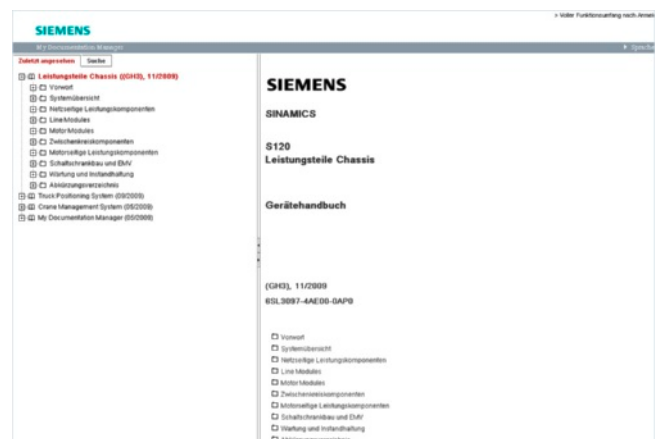 » Voller Funktionsumfang nach Anmel
SIEMENS
My Documentation Manager
Sprache
Zuletzt angesehen
Suche
Leistungsteile Chassis ((GH3), 11/2009)
Vorwort
Systemübersicht
Netzseitige Leistungskomponenten
Line Modules
Motor Modules
Zwischenkreiskomponenten
Motorseitige Leistungskomponenten
Schaltschrankbau und EMV
Wartung und Instandhaltung
Abkürzungsverzeichnis
Truck Positioning System (09/2009)
Crane Management System (05/2009)
My Documentation Manager (05/2009)
SIEMENS
SINAMICS
S120
Leistungsteile Chassis
Gerätehandbuch
(GH3), 11/2009
6SL3097-4AE00-0AP0
Vorwort
Systemübersicht
Netzseitige Leistungskomponenten
Line Modules
Motor Modules
Zwischenkreiskomponenten
Motorseitige Leistungskomponenten
Schaltschrankbau und EMV
Wartung und Instandhaltung